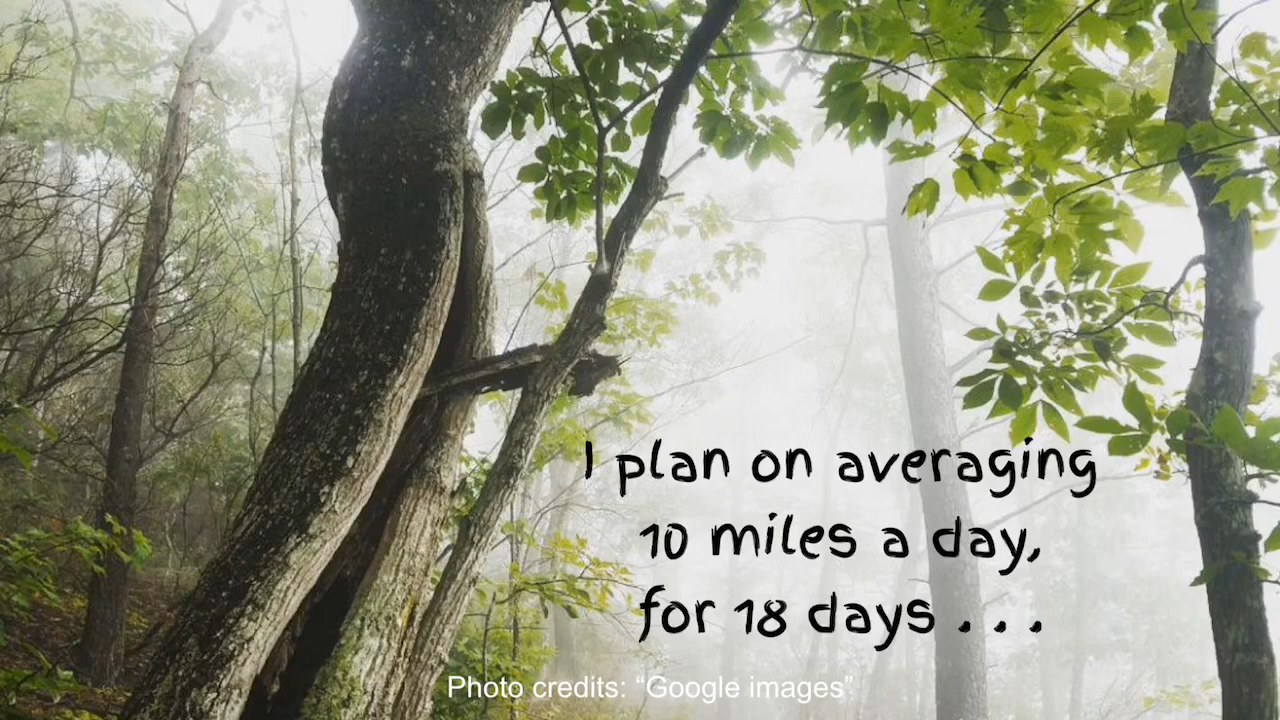 I plan on averaging
10 miles a day,
for 18 days . . .
Photo credits: “Google images”